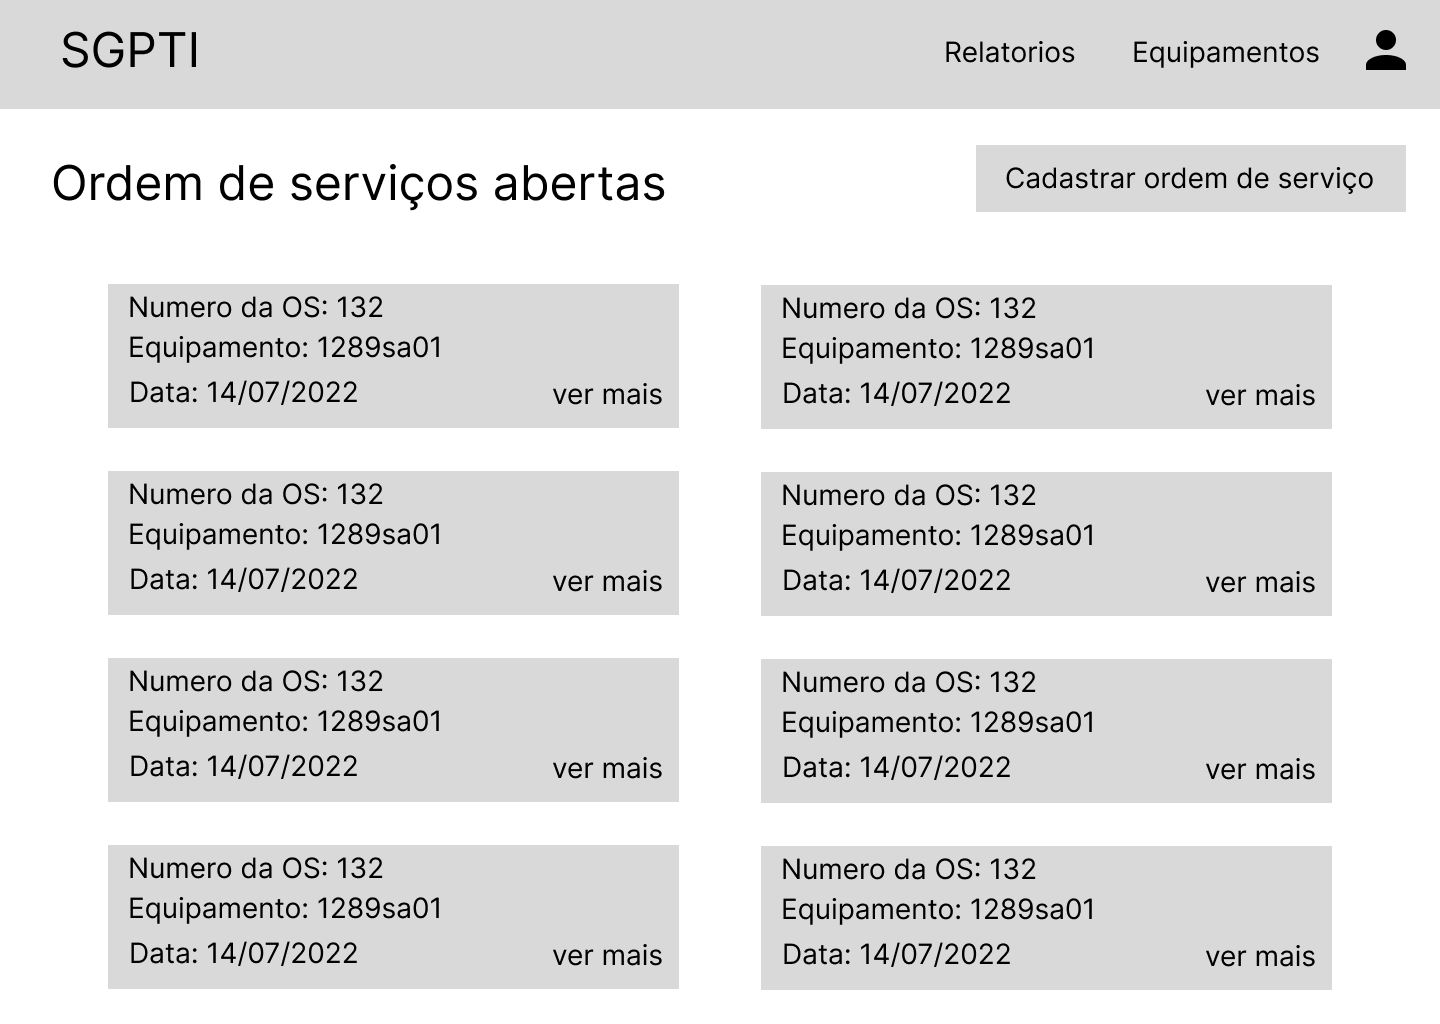 SGPTI
Relatorios
Equipamentos
Ordem de serviços abertas
Cadastrar ordem de serviço
Numero da OS: 132
Equipamento: 1289sa01
Data: 14/07/2022
ver mais
Numero da OS: 132
Equipamento: 1289sa01
Data: 14/07/2022
ver mais
Numero da OS: 132
Equipamento: 1289sa01
Data: 14/07/2022
ver mais
Numero da OS: 132
Equipamento: 1289sa01
Data: 14/07/2022
ver mais
Numero da OS: 132
Equipamento: 1289sa01
Data: 14/07/2022
ver mais
Numero da OS: 132
Equipamento: 1289sa01
Data: 14/07/2022
ver mais
Numero da OS: 132
Equipamento: 1289sa01
Data: 14/07/2022
ver mais
Numero da OS: 132
Equipamento: 1289sa01
Data: 14/07/2022
ver mais